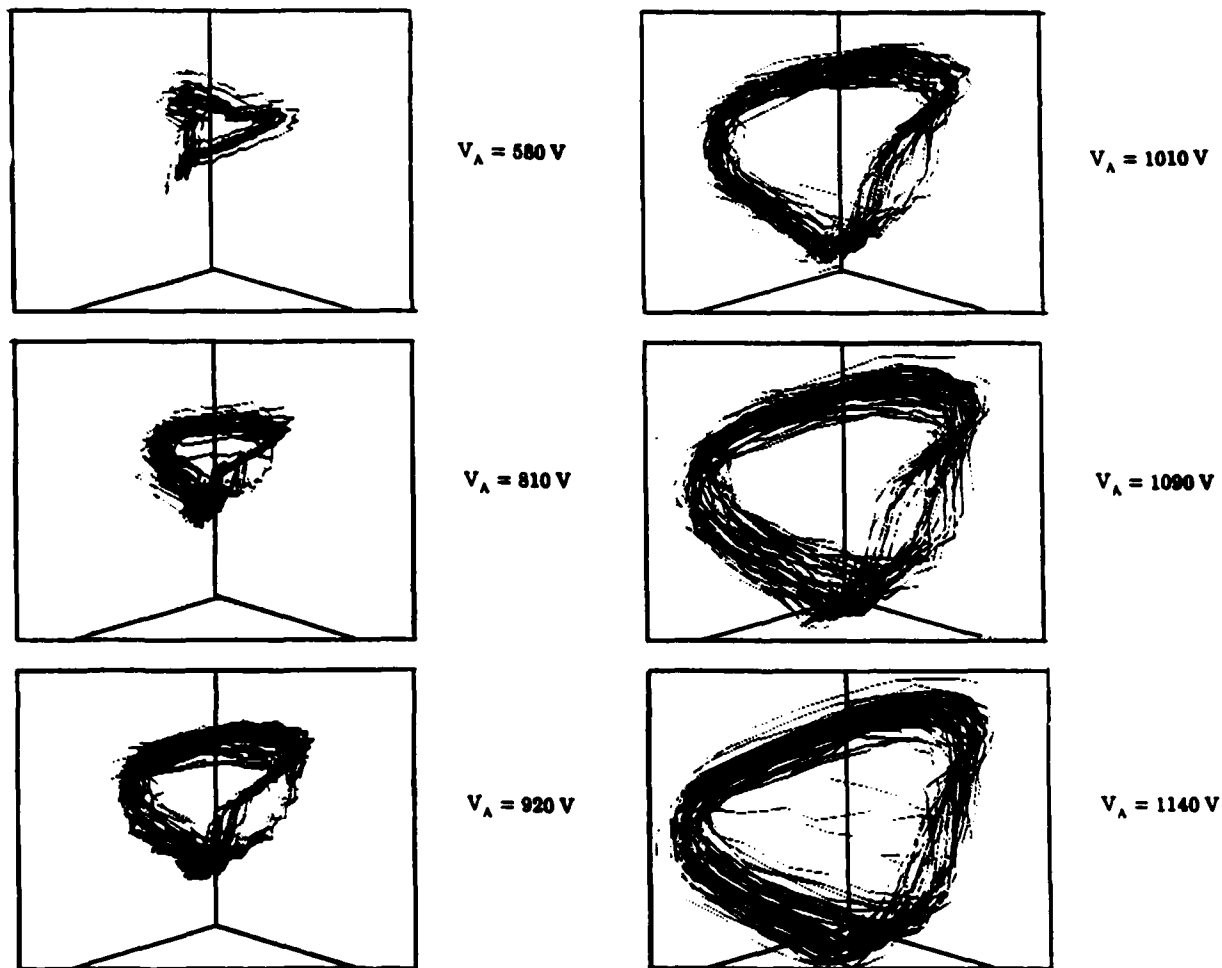 V_A = 580 V
V_A = 810 V
V_A = 920 V
V_A = 1010 V
V_A = 1090 V
V_A = 1140 V